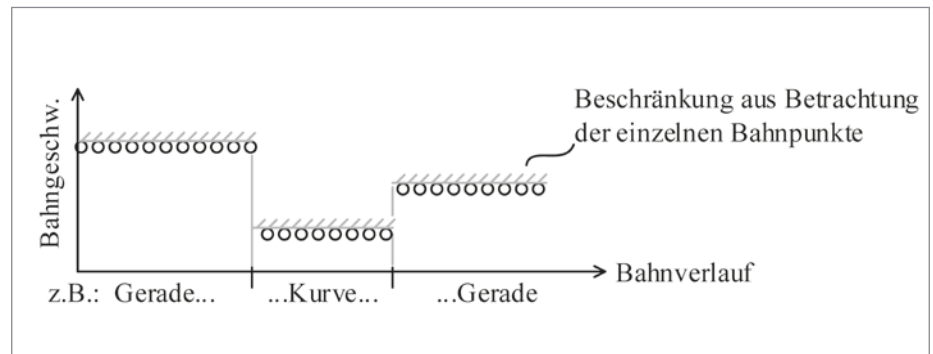 Beschränkung aus Betrachtung
der einzelnen Bahnpunkte
Bahngeschw.
Bahnverlauf
z.B.: Gerade... ...Kurve... ...Gerade